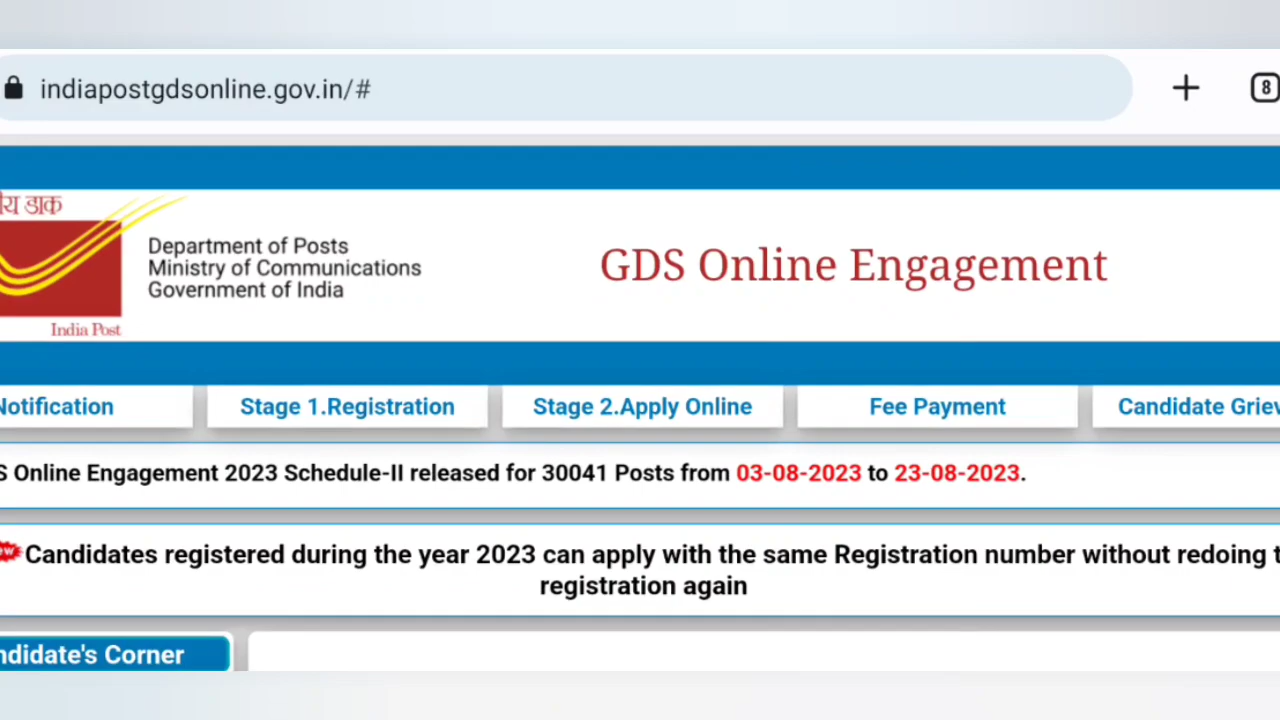 indiapostgdsonline.gov.in/#
8
डाक
Department of Posts
Ministry of Communications
Government of India
India Post
GDS Online Engagement
Notification
Stage 1.Registration
Stage 2.Apply Online
Fee Payment
Candidate
Online Engagement 2023 Schedule-II released for 30041 Posts from 03-08-2023 to 23-08-2023.
Candidates registered during the year 2023 can apply with the same Registration number without redoing
registration again
Corner